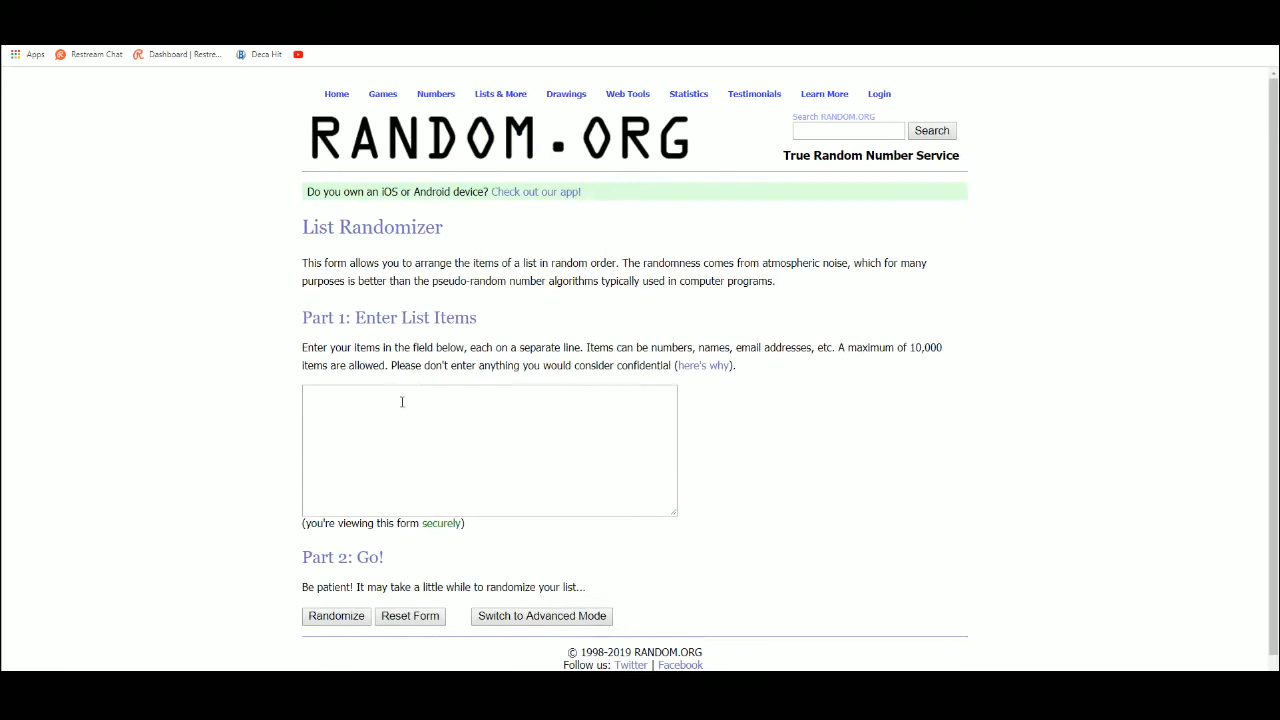 Apps Restream Chat Dashboard | Restre... Deca Hit
Home Games Numbers Lists & More Drawings Web Tools Statistics Testimonials Learn More Login
RANDOM.ORG
Search RANDOM.ORG
Search
True Random Number Service
Do you own an iOS or Android device? Check out our app!
List Randomizer
This form allows you to arrange the items of a list in random order. The randomness comes from atmospheric noise, which for many
purposes is better than the pseudo-random number algorithms typically used in computer programs.
Part 1: Enter List Items
Enter your items in the field below, each on a separate line. Items can be numbers, names, email addresses, etc. A maximum of 10,000
items are allowed. Please don't enter anything you would consider confidential (here's why).
(you're viewing this form securely)
Part 2: Go!
Be patient! It may take a little while to randomize your list...
Randomize Reset Form Switch to Advanced Mode
© 1998-2019 RANDOM.ORG
Follow us: Twitter | Facebook